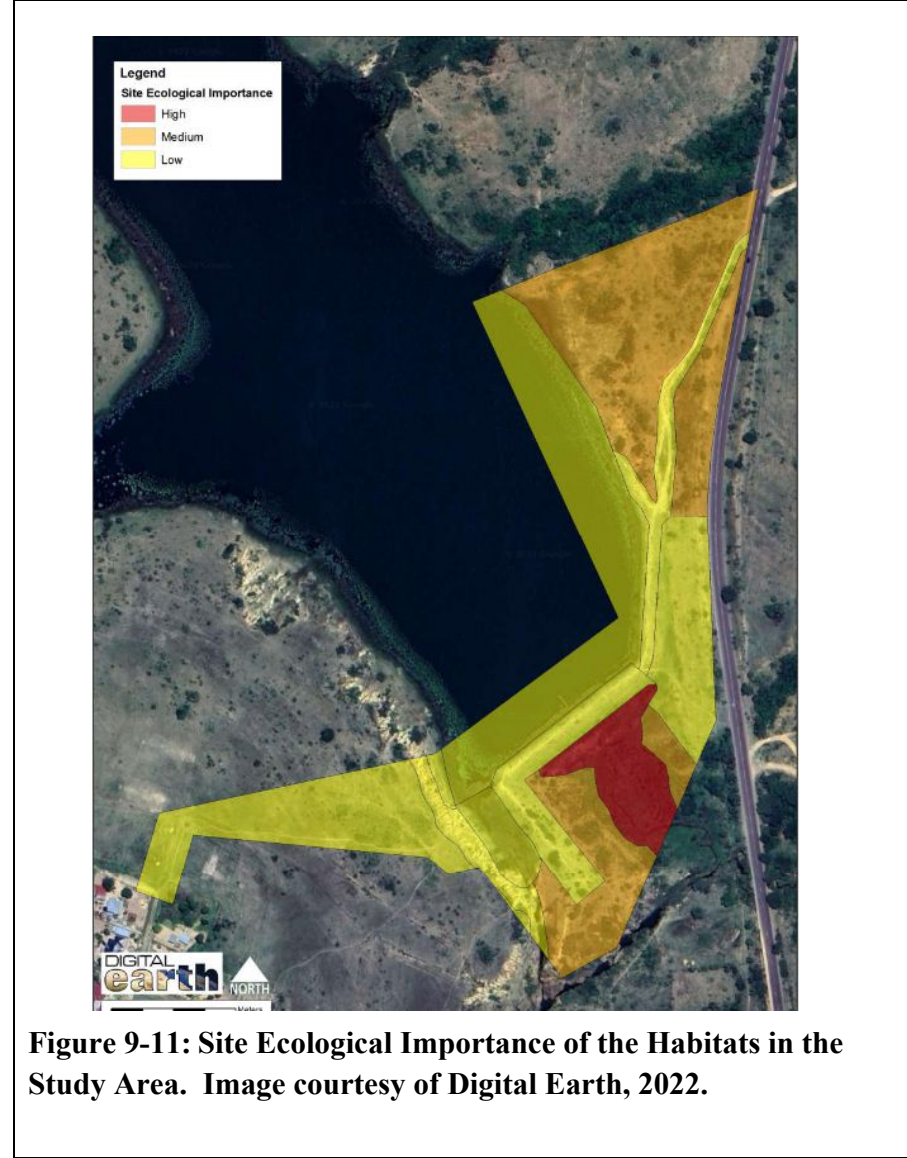 Legend
Site Ecological Importance
High
Medium
Low
DIGITAL
earth
NORTH
Meters
Figure 9-11: Site Ecological Importance of the Habitats in the
Study Area. Image courtesy of Digital Earth, 2022.